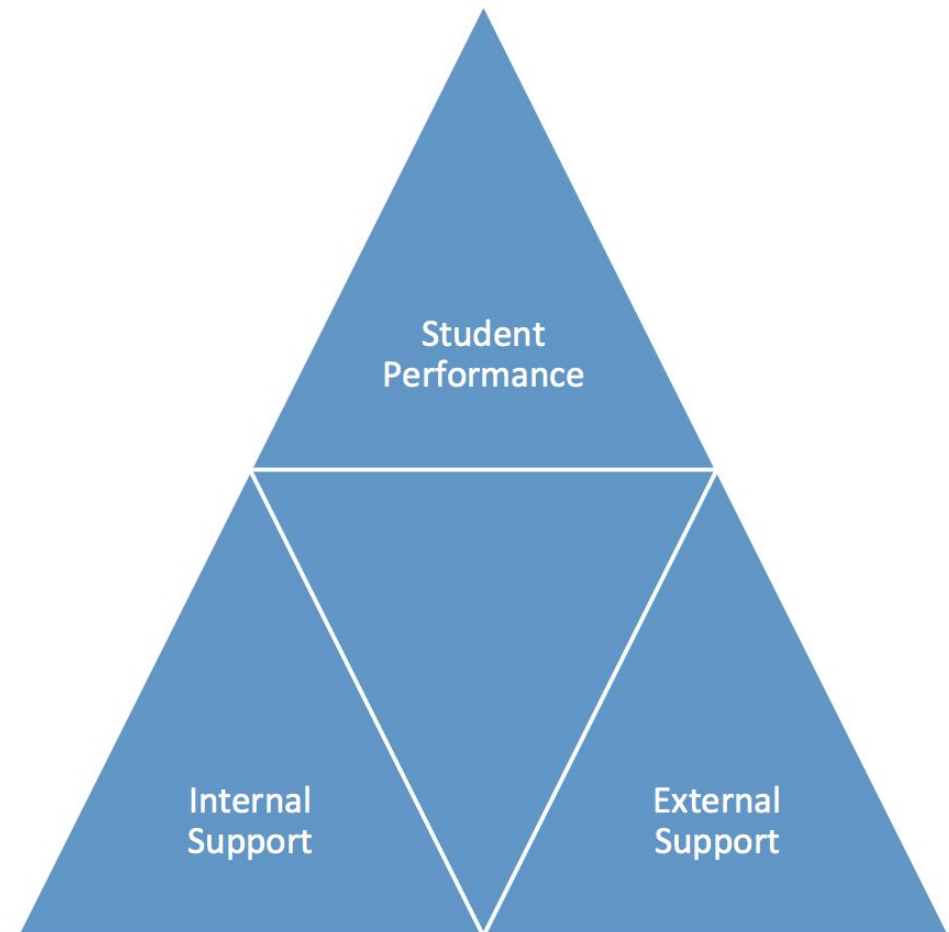 Student
Performance
Internal
Support
External
Support